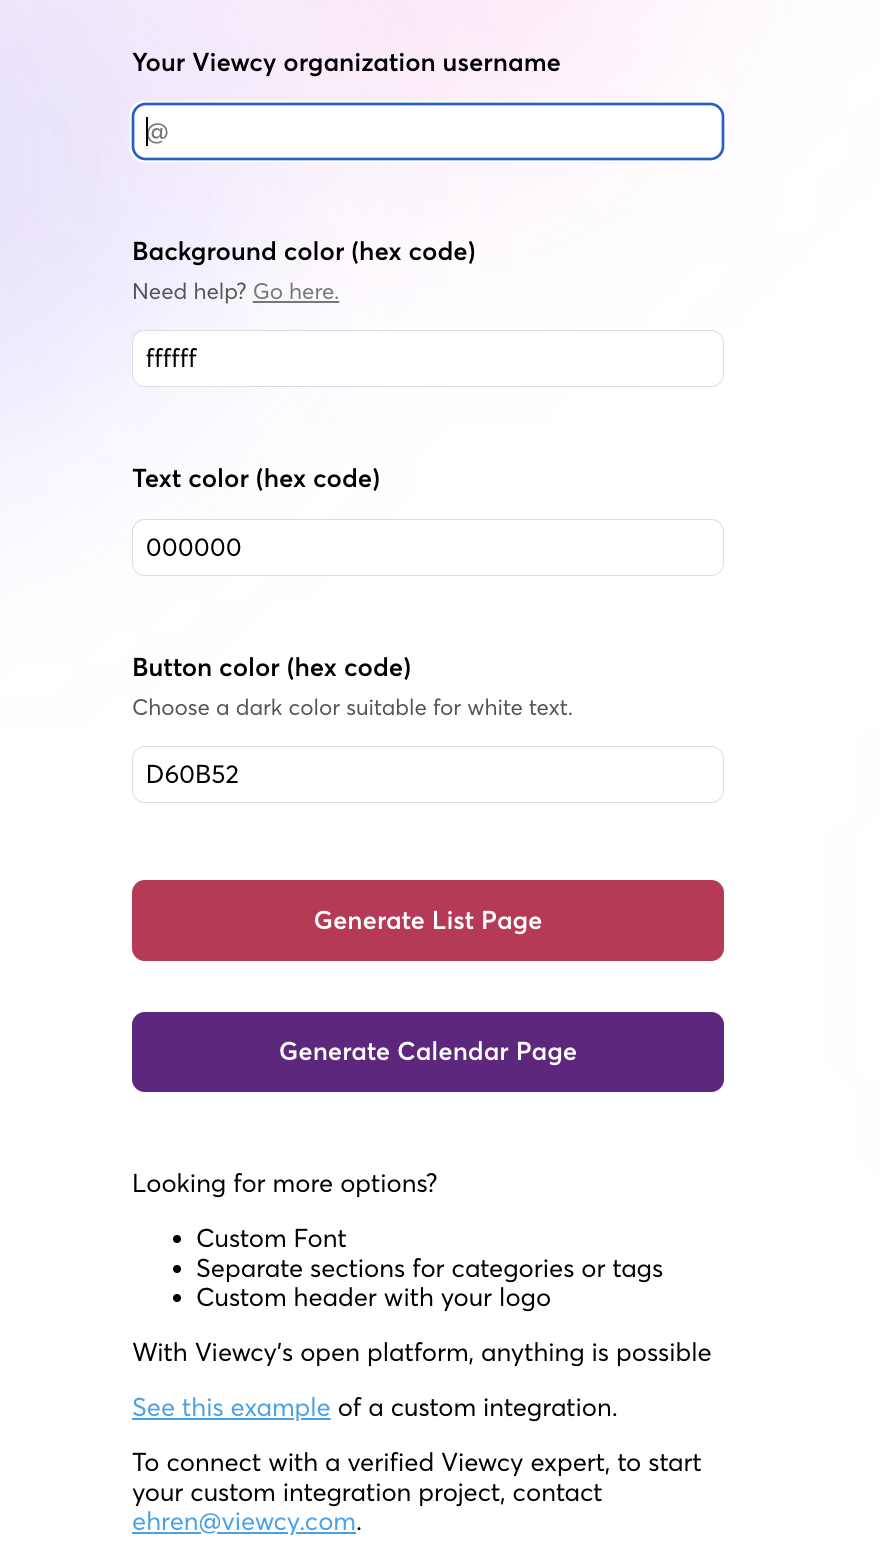 Your Viewcy organization username
@
Background color (hex code)
Need help? Go here.
ffffff
Text color (hex code)
000000
Button color (hex code)
Choose a dark color suitable for white text.
D60B52
Generate List Page
Generate Calendar Page
Looking for more options?
• Custom Font
• Separate sections for categories or tags
• Custom header with your logo
With Viewcy's open platform, anything is possible
See this example of a custom integration.
To connect with a verified Viewcy expert, to start
your custom integration project, contact
ehren@viewcy.com.